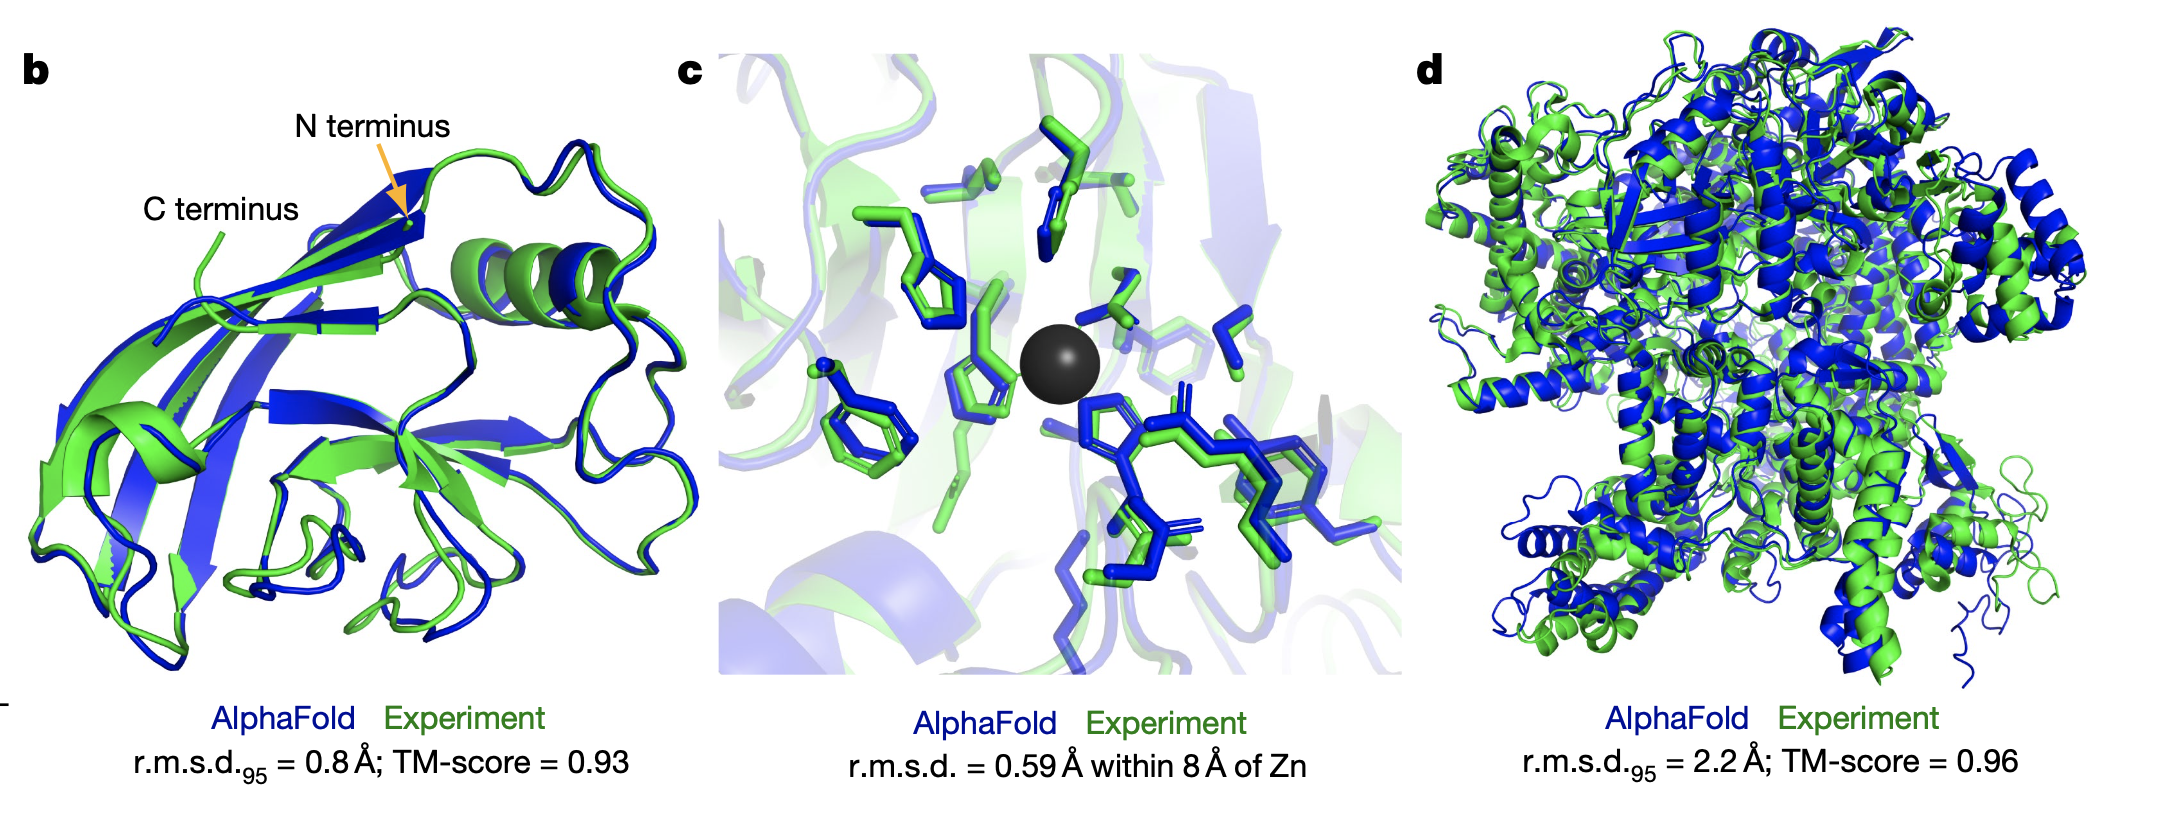 b
N terminus
C terminus
AlphaFold Experiment
r.m.s.d.95 = 0.8 Å; TM-score = 0.93
c
AlphaFold Experiment
r.m.s.d. = 0.59 Å within 8 Å of Zn
d
AlphaFold Experiment
r.m.s.d.95 = 2.2 Å; TM-score = 0.96